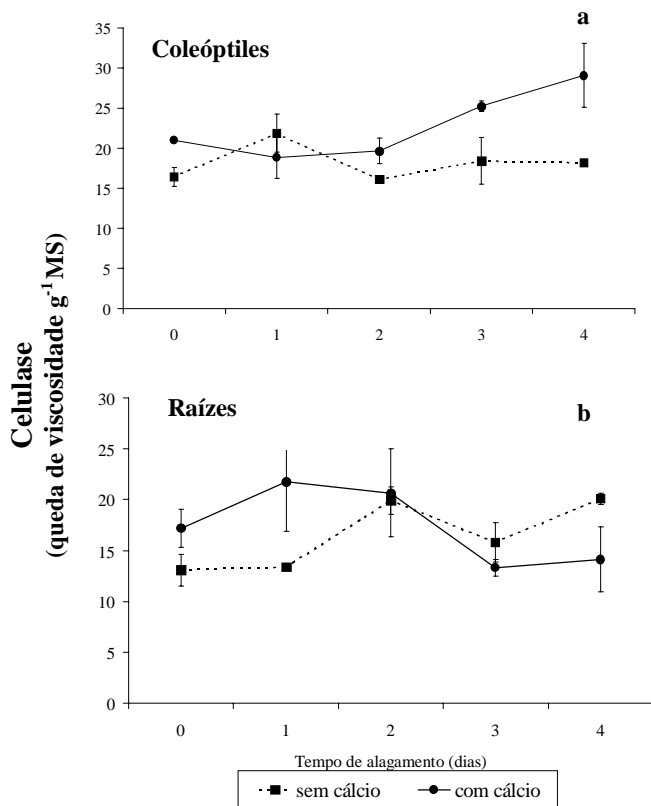 a
Coleóptiles
35
30
25
20
15
10
5
0
0 1 2 3 4
Celulase
(queda de viscosidade g⁻¹ MS)
Raízes
b
30
25
20
15
10
5
0
0 1 2 3 4
Tempo de alagamento (dias)
sem cálcio com cálcio